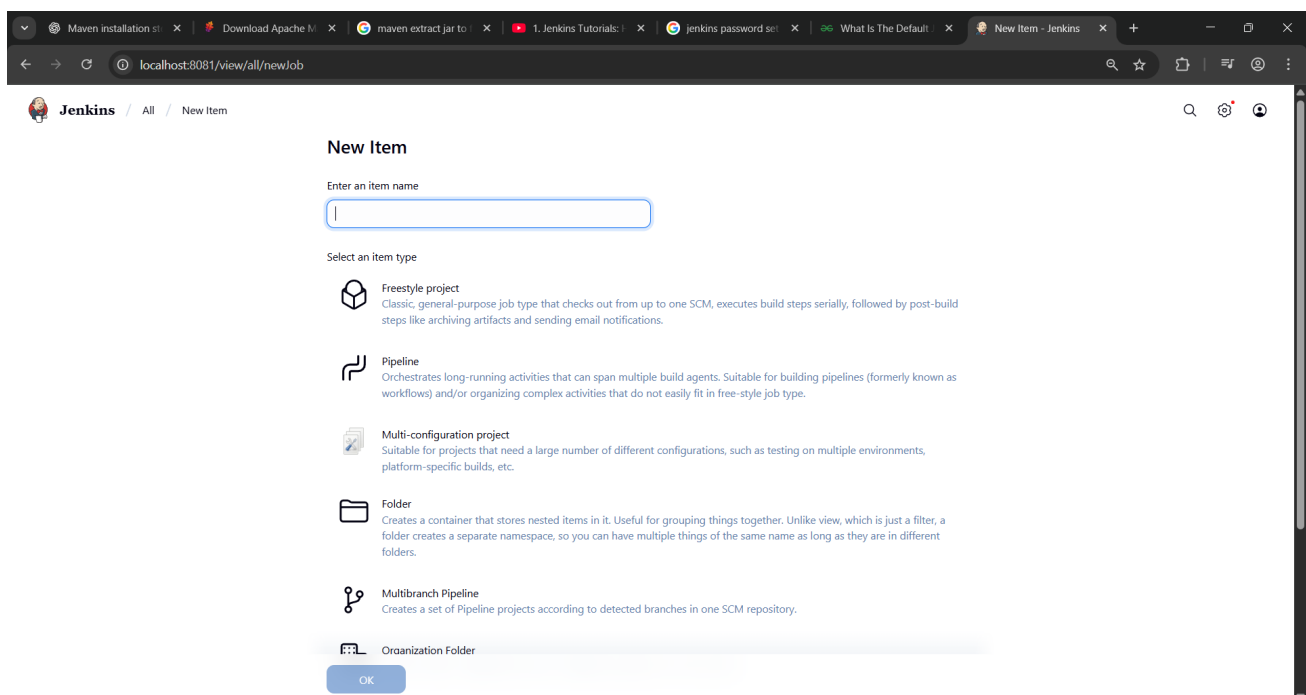 Maven installation st
Download Apache M
maven extract jar to
1. Jenkins Tutorials: H
jenkins password set
What Is The Default
New Item - Jenkins
localhost:8081/view/all/newJob
Jenkins / All / New Item
New Item
Enter an item name
Select an item type
Freestyle project
Classic, general-purpose job type that checks out from up to one SCM, executes build steps serially, followed by post-build
steps like archiving artifacts and sending email notifications.
Pipeline
Orchestrates long-running activities that can span multiple build agents. Suitable for building pipelines (formerly known as
workflows) and/or organizing complex activities that do not easily fit in free-style job type.
Multi-configuration project
Suitable for projects that need a large number of different configurations, such as testing on multiple environments,
platform-specific builds, etc.
Folder
Creates a container that stores nested items in it. Useful for grouping things together. Unlike view, which is just a filter, a
folder creates a separate namespace, so you can have multiple things of the same name as long as they are in different
folders.
Multibranch Pipeline
Creates a set of Pipeline projects according to detected branches in one SCM repository.
Organization Folder
OK